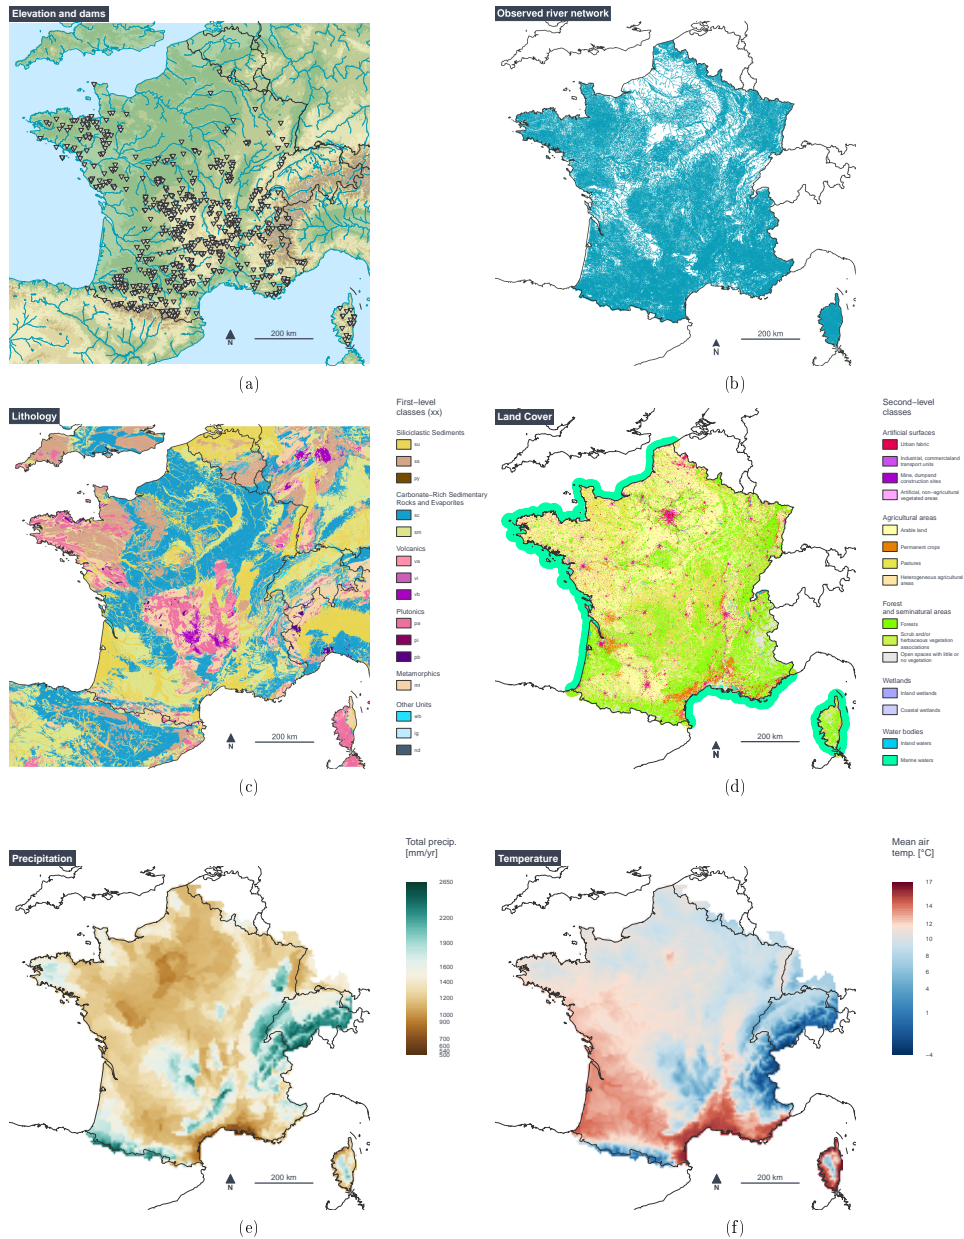 Elevation and dams
200 km
N
(a)
Observed river network
200 km
N
(b)
Lithology
First–level
classes (xx)
Siliciclastic Sediments
su
ss
py
Carbonate–Rich Sedimentary
Rocks and Evaporites
sc
sm
Volcanics
va
vi
vb
Plutonics
pa
pi
pb
Metamorphics
mt
Other Units
wb
ig
nd
200 km
N
(c)
Land Cover
Second–level
classes
Artificial surfaces
Urban fabric
Industrial, commercialand
transport units
Mine, dumpand
construction sites
Artificial, non–agricultural
vegetated areas
Agricultural areas
Arable land
Permanent crops
Pastures
Heterogeneous agricultural
areas
Forest
and seminatural areas
Forests
Scrub and/or
herbaceous vegetation
associations
Open spaces with little or
no vegetation
Wetlands
Inland wetlands
Coastal wetlands
Water bodies
Inland waters
Marine waters
200 km
N
(d)
Precipitation
Total precip.
[mm/yr]
2650
2200
1900
1700
1600
1400
1200
1000
900
700
600
500
200 km
N
(e)
Temperature
Mean air
temp. [°C]
17
14
12
10
8
6
4
1
−4
200 km
N
(f)